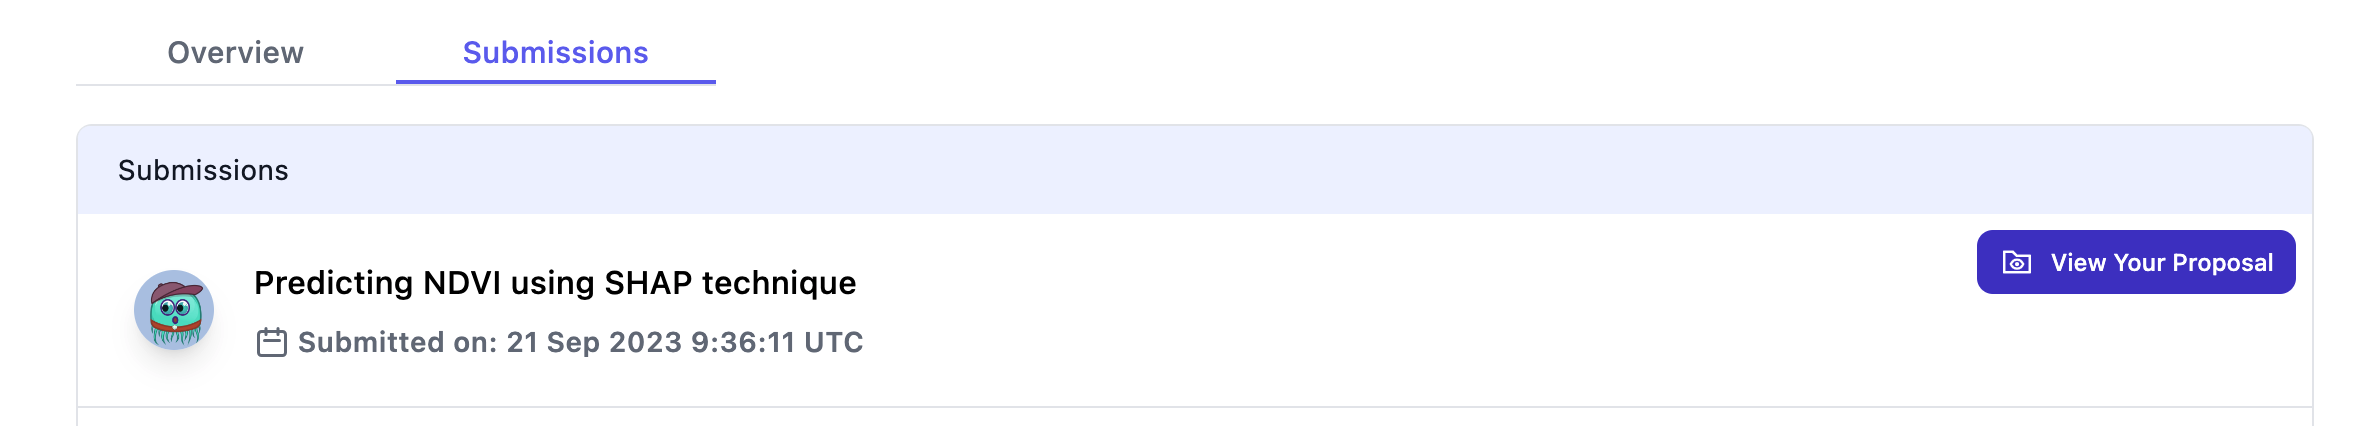 Overview
Submissions
Submissions
Predicting NDVI using SHAP technique
Submitted on: 21 Sep 2023 9:36:11 UTC
View Your Proposal